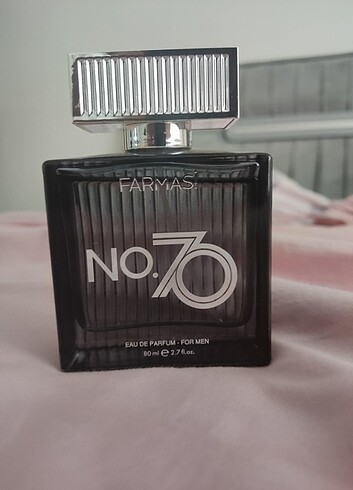 FARMASi
NO.70
EAU DE PARFUM - FOR MEN
80 ml e 2.7 fl.oz.